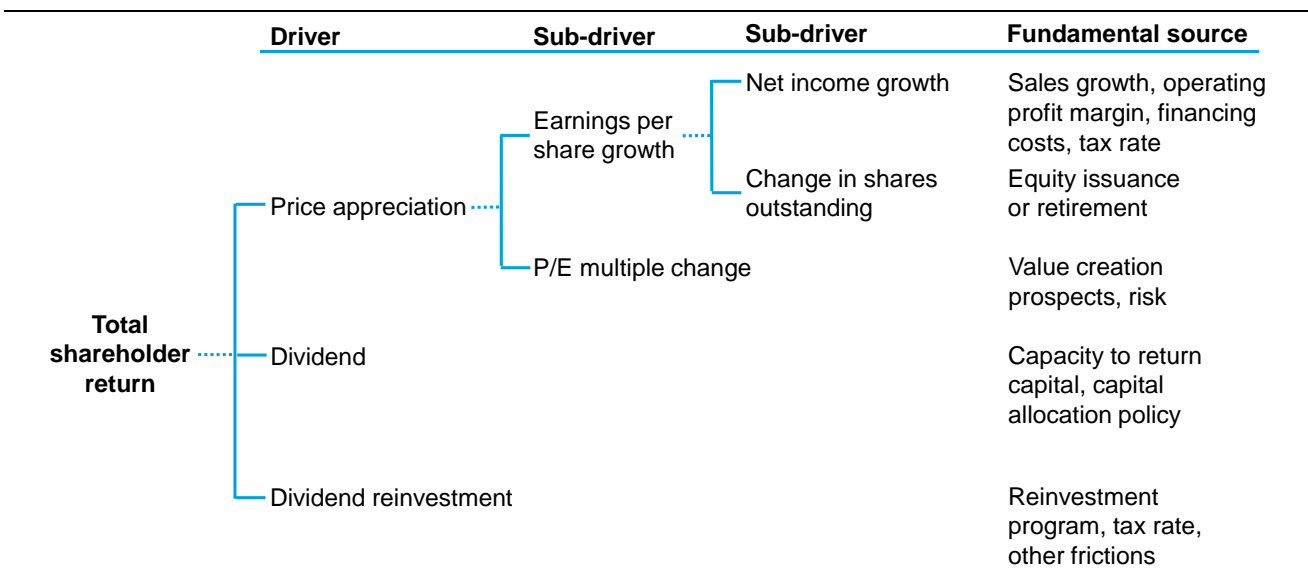 Driver
Sub-driver
Sub-driver
Fundamental source
Net income growth
Sales growth, operating
profit margin, financing
costs, tax rate
Earnings per
share growth
Change in shares
outstanding
Equity issuance
or retirement
Price appreciation
P/E multiple change
Value creation
prospects, risk
Total
shareholder
return
Dividend
Capacity to return
capital, capital
allocation policy
Dividend reinvestment
Reinvestment
program, tax rate,
other frictions